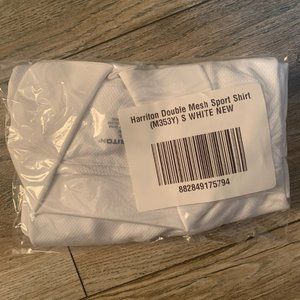 Harriton Double Mesh Sport Shirt
(M353Y) S WHITE NEW
882849175794